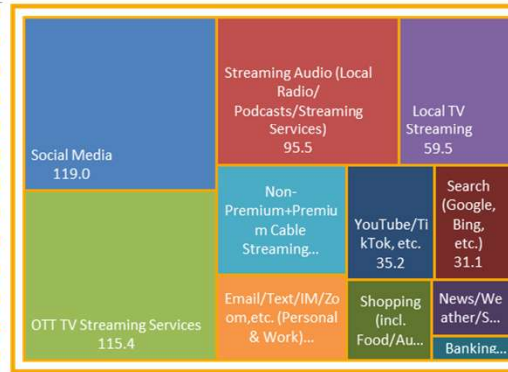 Social Media
119.0
OTT TV Streaming Services
115.4
Streaming Audio (Local
Radio/
Podcasts/Streaming
Services)
95.5
Local TV
Streaming
59.5
Non-
Premium+Premiu
m Cable
Streaming...
Email/Text/IM/Zo
om,etc. (Personal
& Work)...
YouTube/Ti
kTok, etc.
35.2
Search
(Google,
Bing,
etc.)
31.1
Shopping
(incl.
Food/Au...
News/We
ather/S...
Banking...